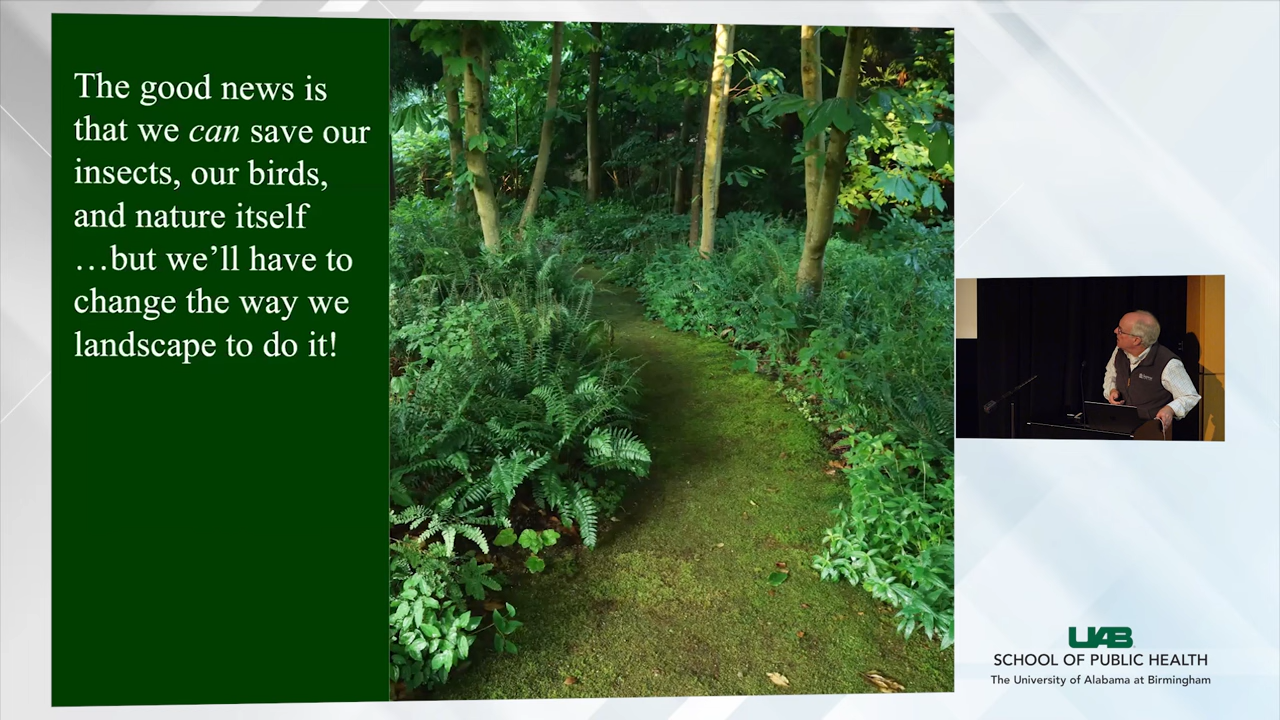 The good news is
that we can save our
insects, our birds,
and nature itself
…but we’ll have to
change the way we
landscape to do it!
UAB
SCHOOL OF PUBLIC HEALTH
The University of Alabama at Birmingham